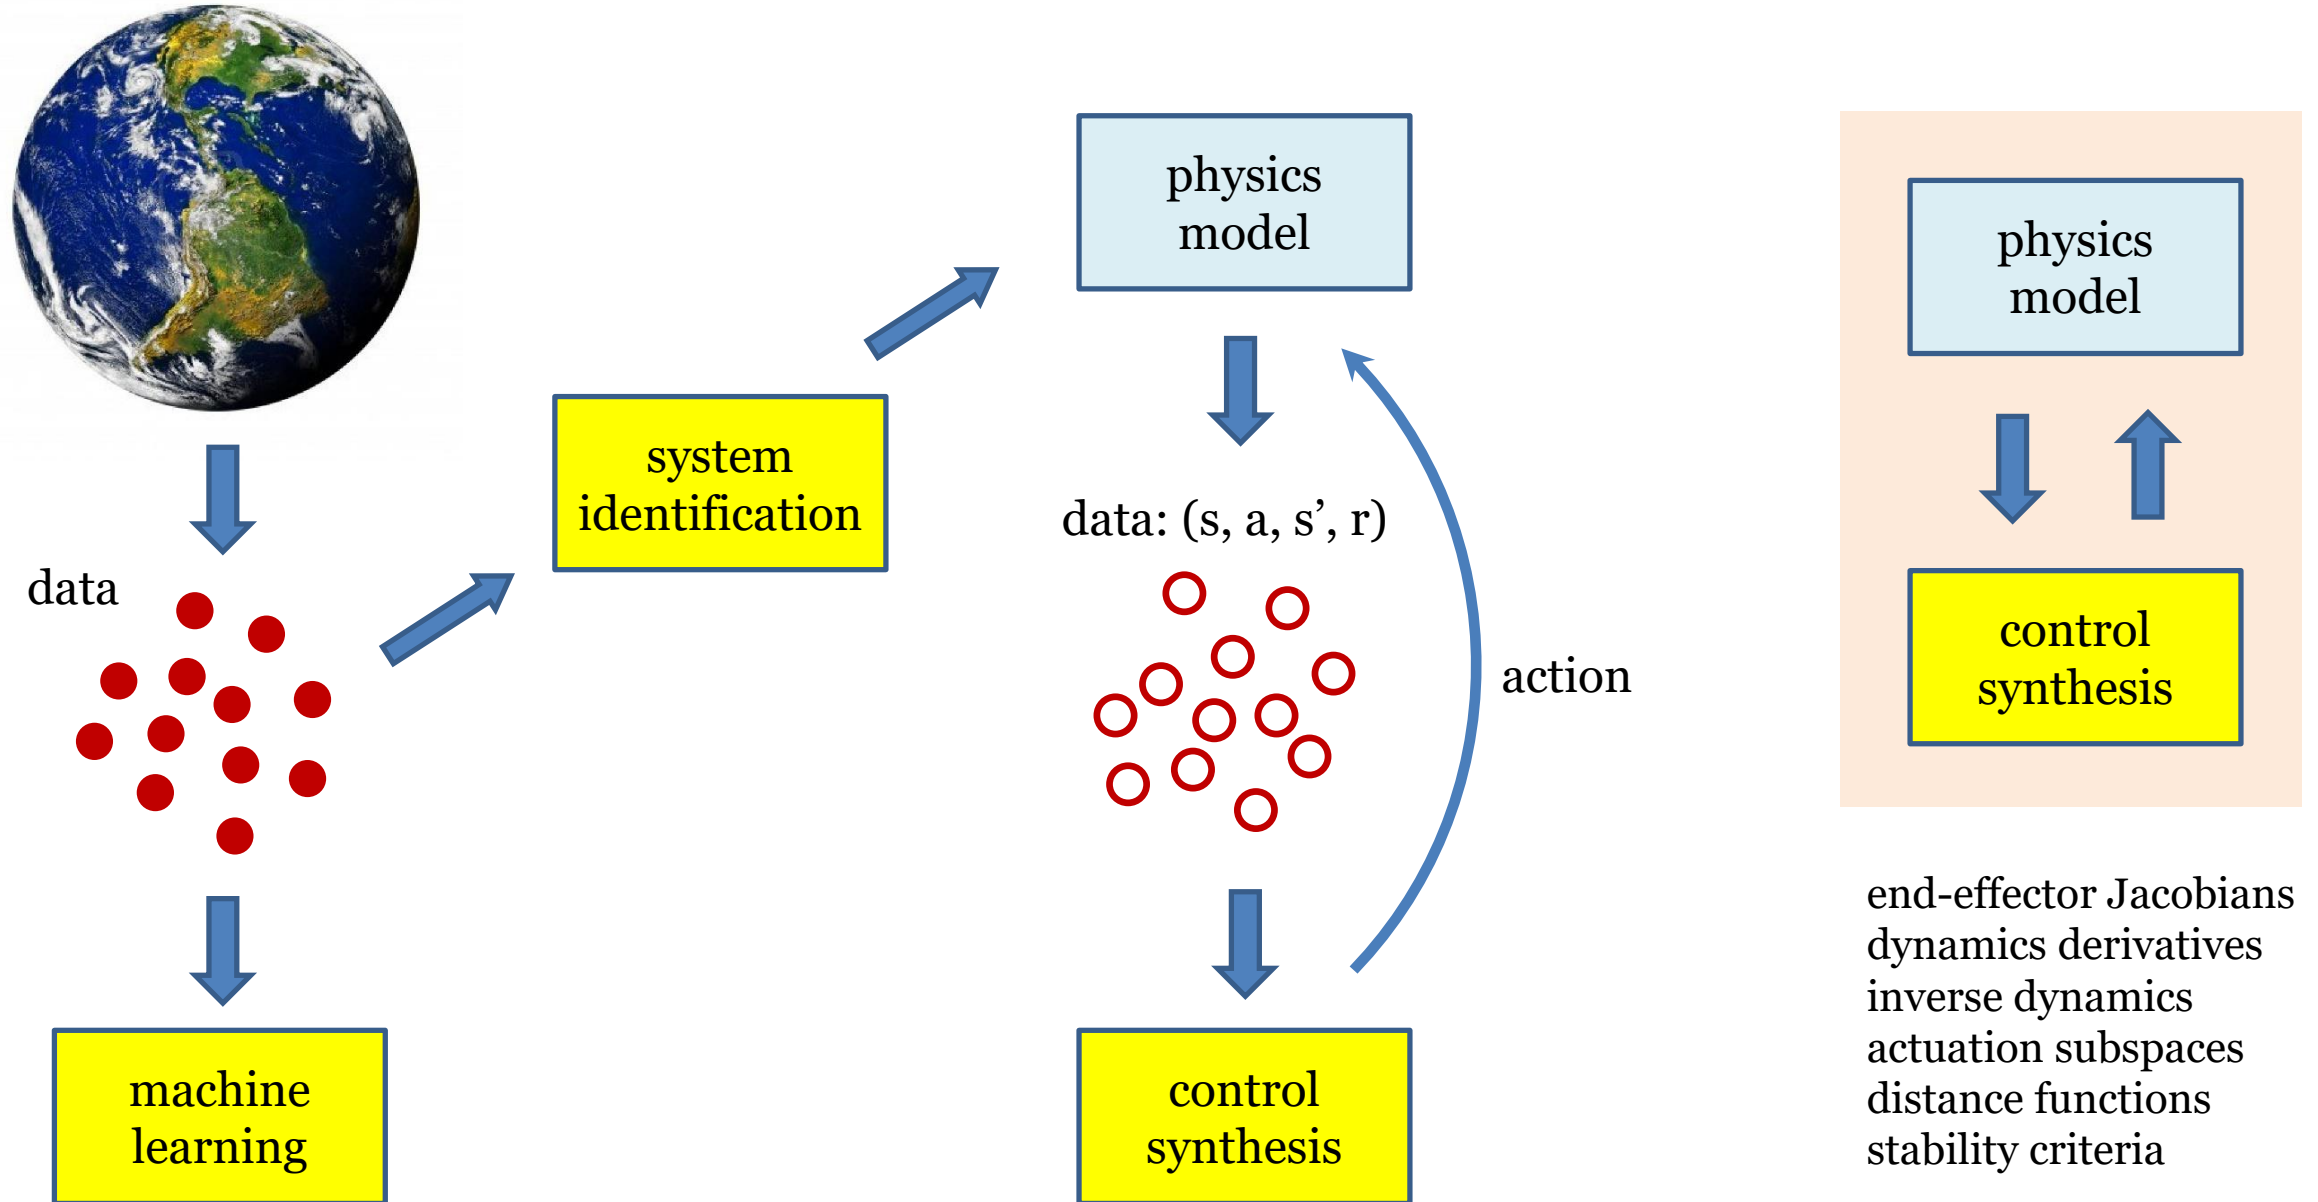 data
machine
learning
system
identification
physics
model
data: (s, a, s’, r)
action
control
synthesis
physics
model
control
synthesis
end-effector Jacobians
dynamics derivatives
inverse dynamics
actuation subspaces
distance functions
stability criteria